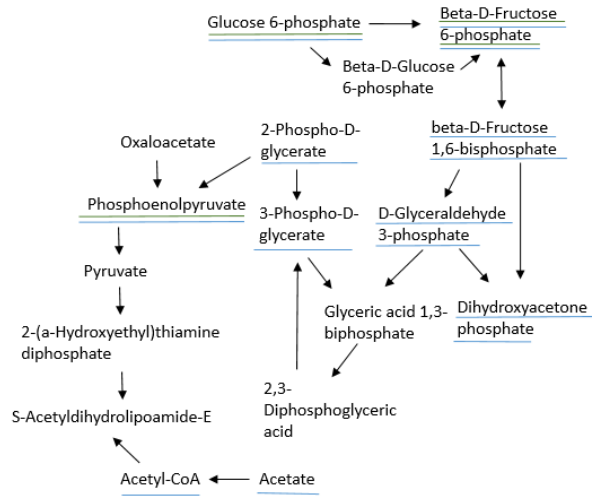 Glucose 6-phosphate
Beta-D-Fructose
6-phosphate
Beta-D-Glucose
6-phosphate
Oxaloacetate
2-Phospho-D-
glycerate
beta-D-Fructose
1,6-bisphosphate
Phosphoenolpyruvate
3-Phospho-D-
glycerate
D-Glyceraldehyde
3-phosphate
Pyruvate
Glyceric acid 1,3-
biphosphate
Dihydroxyacetone
phosphate
2-(a-Hydroxyethyl)thiamine
diphosphate
2,3-
Diphosphoglyceric
acid
S-Acetyldihydrolipoamide-E
Acetyl-CoA
Acetate